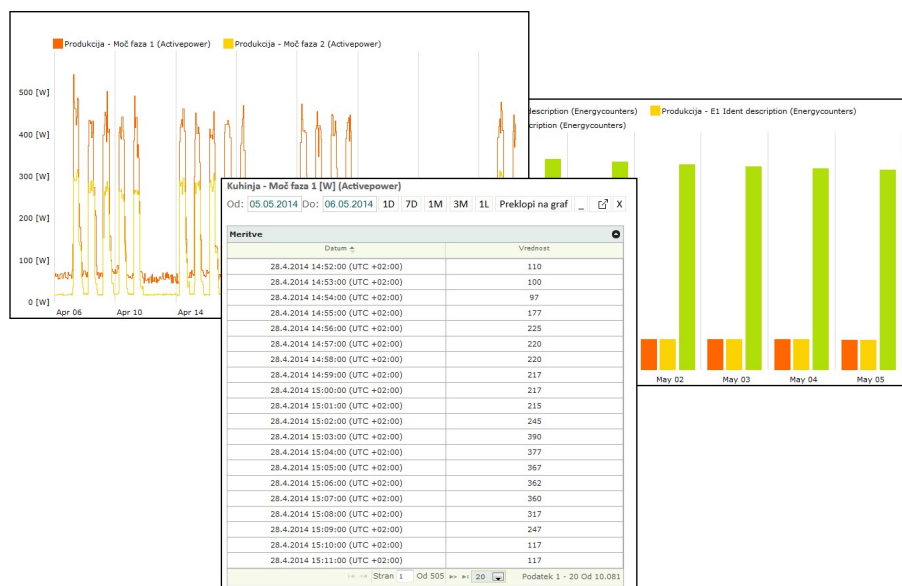 Produkcija - Moč faza 1 (Activepower) Produkcija - Moč faza 2 (Activepower)
500 [W]
400 [W]
300 [W]
200 [W]
100 [W]
0 [W]
Apr 06 Apr 10 Apr 14
description (Energycounters) Produkcija - E1 Ident description (Energycounters)
cription (Energycounters)
May 02 May 03 May 04 May 05
Kuhinja - Moč faza 1 [W] (Activepower)
Od: 05.05.2014 Do: 06.05.2014 1D 7D 1M 3M 1L Preklopi na graf _ X
Meritve
Datum Vrednost
28.4.2014 14:52:00 (UTC +02:00) 110
28.4.2014 14:53:00 (UTC +02:00) 100
28.4.2014 14:54:00 (UTC +02:00) 97
28.4.2014 14:55:00 (UTC +02:00) 177
28.4.2014 14:56:00 (UTC +02:00) 225
28.4.2014 14:57:00 (UTC +02:00) 220
28.4.2014 14:58:00 (UTC +02:00) 220
28.4.2014 14:59:00 (UTC +02:00) 217
28.4.2014 15:00:00 (UTC +02:00) 217
28.4.2014 15:01:00 (UTC +02:00) 215
28.4.2014 15:02:00 (UTC +02:00) 245
28.4.2014 15:03:00 (UTC +02:00) 390
28.4.2014 15:04:00 (UTC +02:00) 377
28.4.2014 15:05:00 (UTC +02:00) 367
28.4.2014 15:06:00 (UTC +02:00) 362
28.4.2014 15:07:00 (UTC +02:00) 360
28.4.2014 15:08:00 (UTC +02:00) 317
28.4.2014 15:09:00 (UTC +02:00) 247
28.4.2014 15:10:00 (UTC +02:00) 117
28.4.2014 15:11:00 (UTC +02:00) 117
Stran 1 Od 505 20 Podatek 1 - 20 Od 10.081